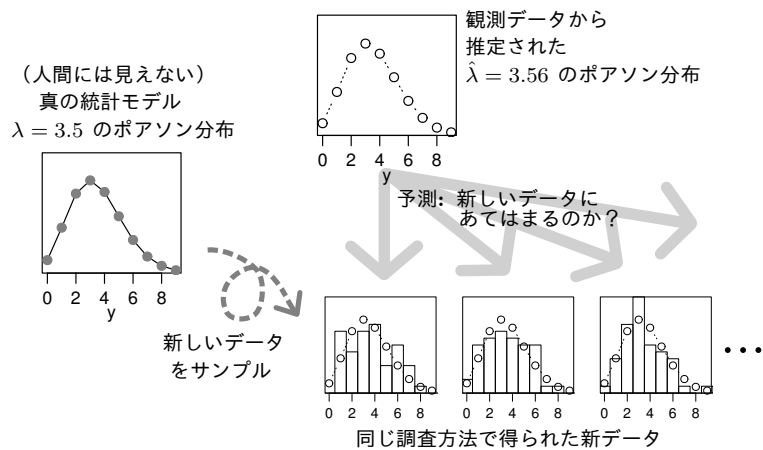 観測データから
推定された
λ̂ = 3.56 のポアソン分布
（人間には見えない）
真の統計モデル
λ = 3.5 のポアソン分布
0 2 4 6 8
y
0 2 4 6 8
y
予測: 新しいデータに
あてはまるのか？
新しいデータ
をサンプル
0 2 4 6 8
0 2 4 6 8
0 2 4 6 8
...
同じ調査方法で得られた新データ